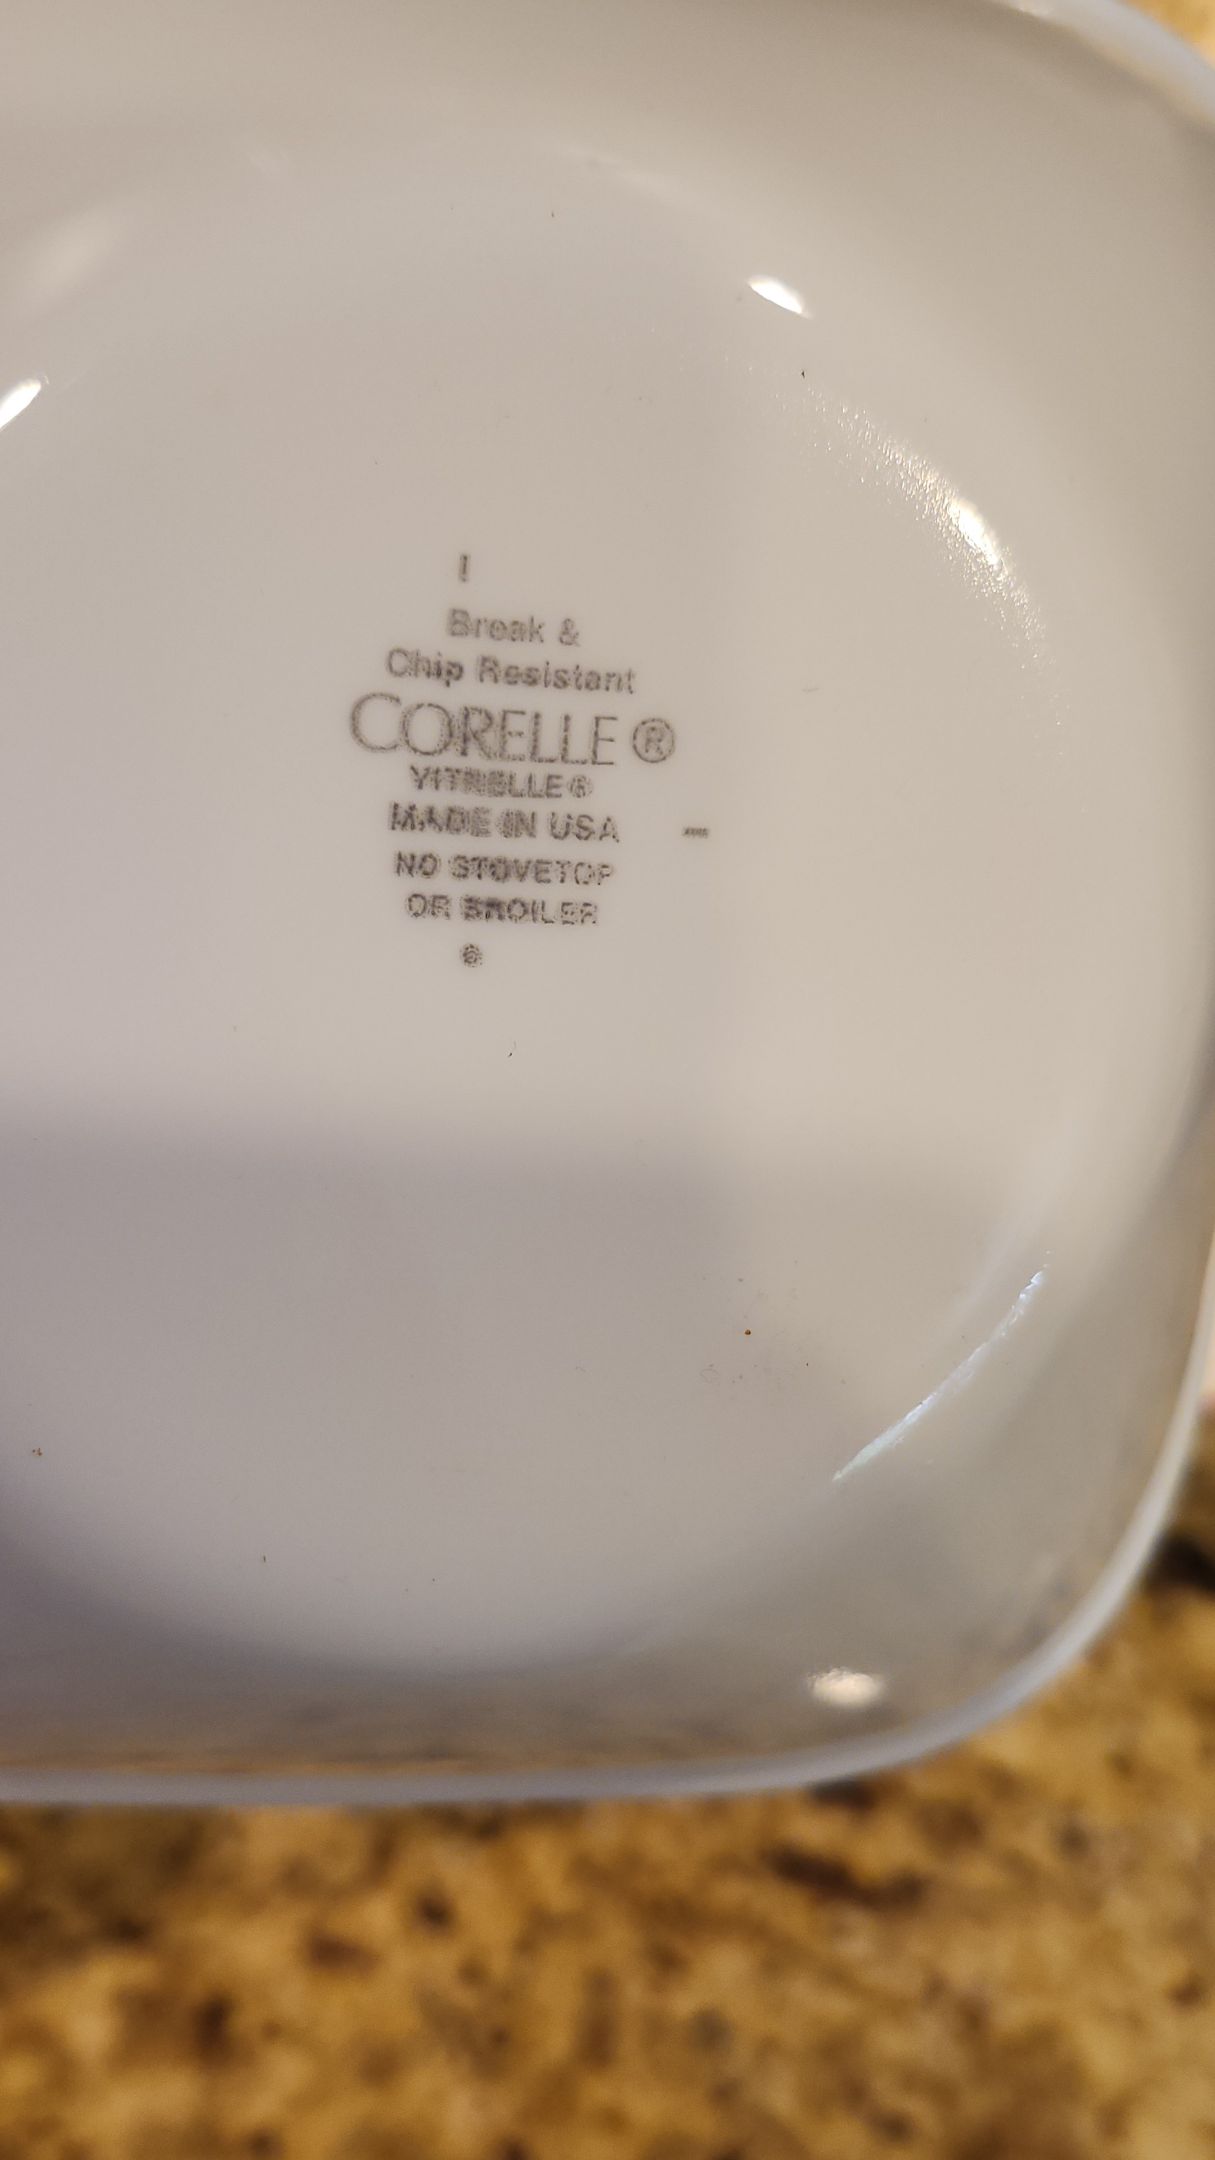 Break &
Chip Resistant
CORELLE®
VITRELLE®
MADE IN USA
NO STOVETOP
OR BROILER